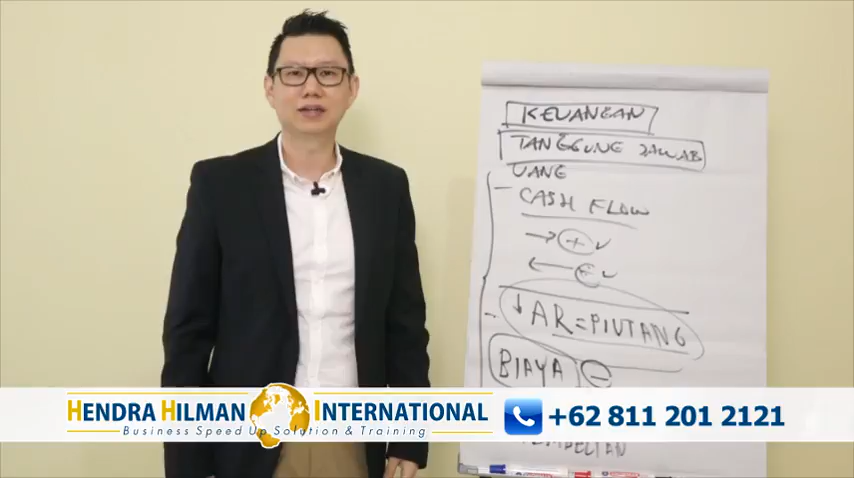 KEUANGAN
TANGGUNG JAWAB
UANG
CASH FLOW
→ + ✓
↓ AR = PIUTANG
BIAYA −
HENDRA HILMAN INTERNATIONAL
Business Speed Up Solution & Training
+62 811 201 2121